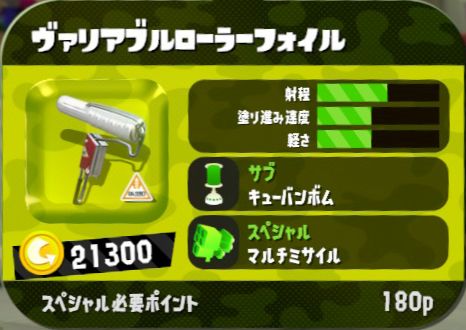 ヴァリアブルローラーフォイル
射程
塗り進み速度
軽さ
サブ
キューバンボム
スペシャル
マルチミサイル
21300
スペシャル必要ポイント 180p